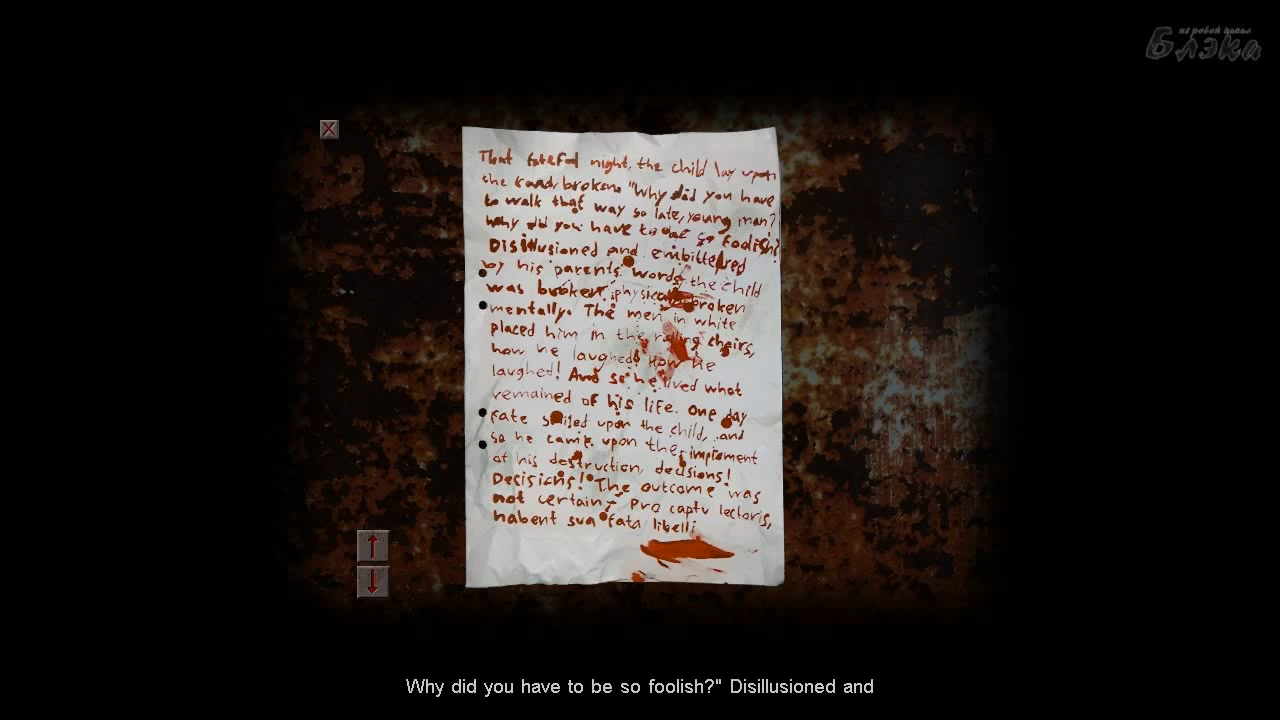 игровой канал
Блэка
That fateful night, the child lay upon
the road, broken. "Why did you have
to walk that way so late, young man?
Why did you have to be so foolish?
Disillusioned and embittered
by his parents words, the child
was broken, physically broken
mentally. The men in white
placed him in the rolling chairs,
how he laughed! How he
laughed! And so he lived what
remained of his life. One day
fate smiled upon the child, and
so he came upon the impliment
of his destruction, decisions!
Decisions! The outcome was
not certain, - Pro captu lectoris,
habent sua fata libelli
Why did you have to be so foolish?" Disillusioned and